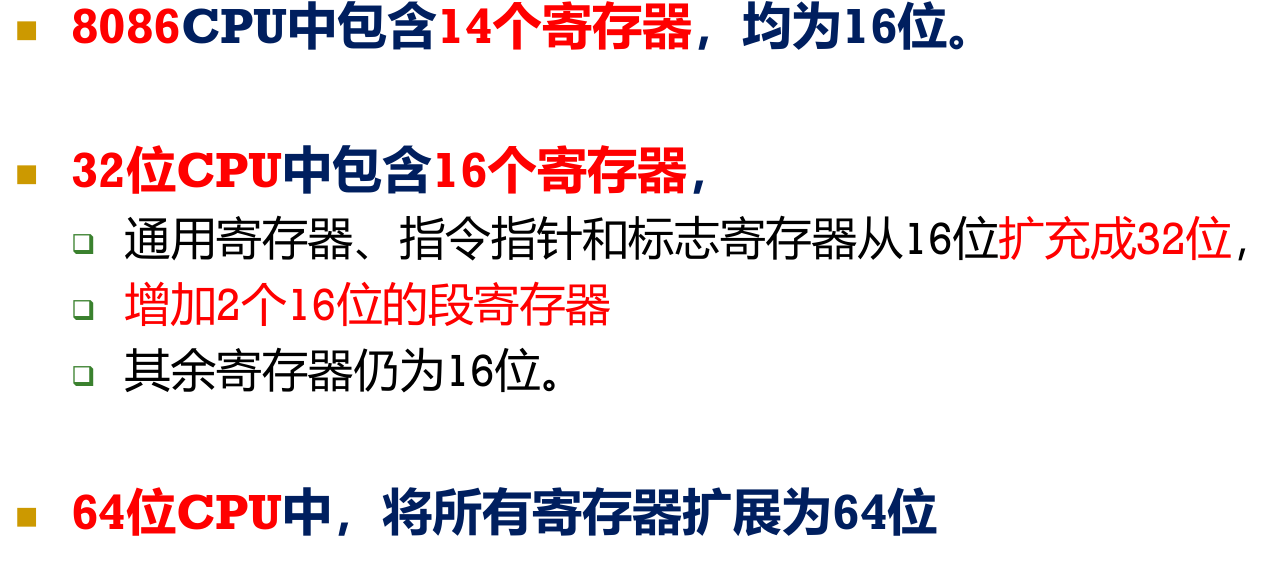 8086CPU中包含14个寄存器，均为16位。
32位CPU中包含16个寄存器，
通用寄存器、指令指针和标志寄存器从16位扩充成32位，
增加2个16位的段寄存器
其余寄存器仍为16位。
64位CPU中，将所有寄存器扩展为64位